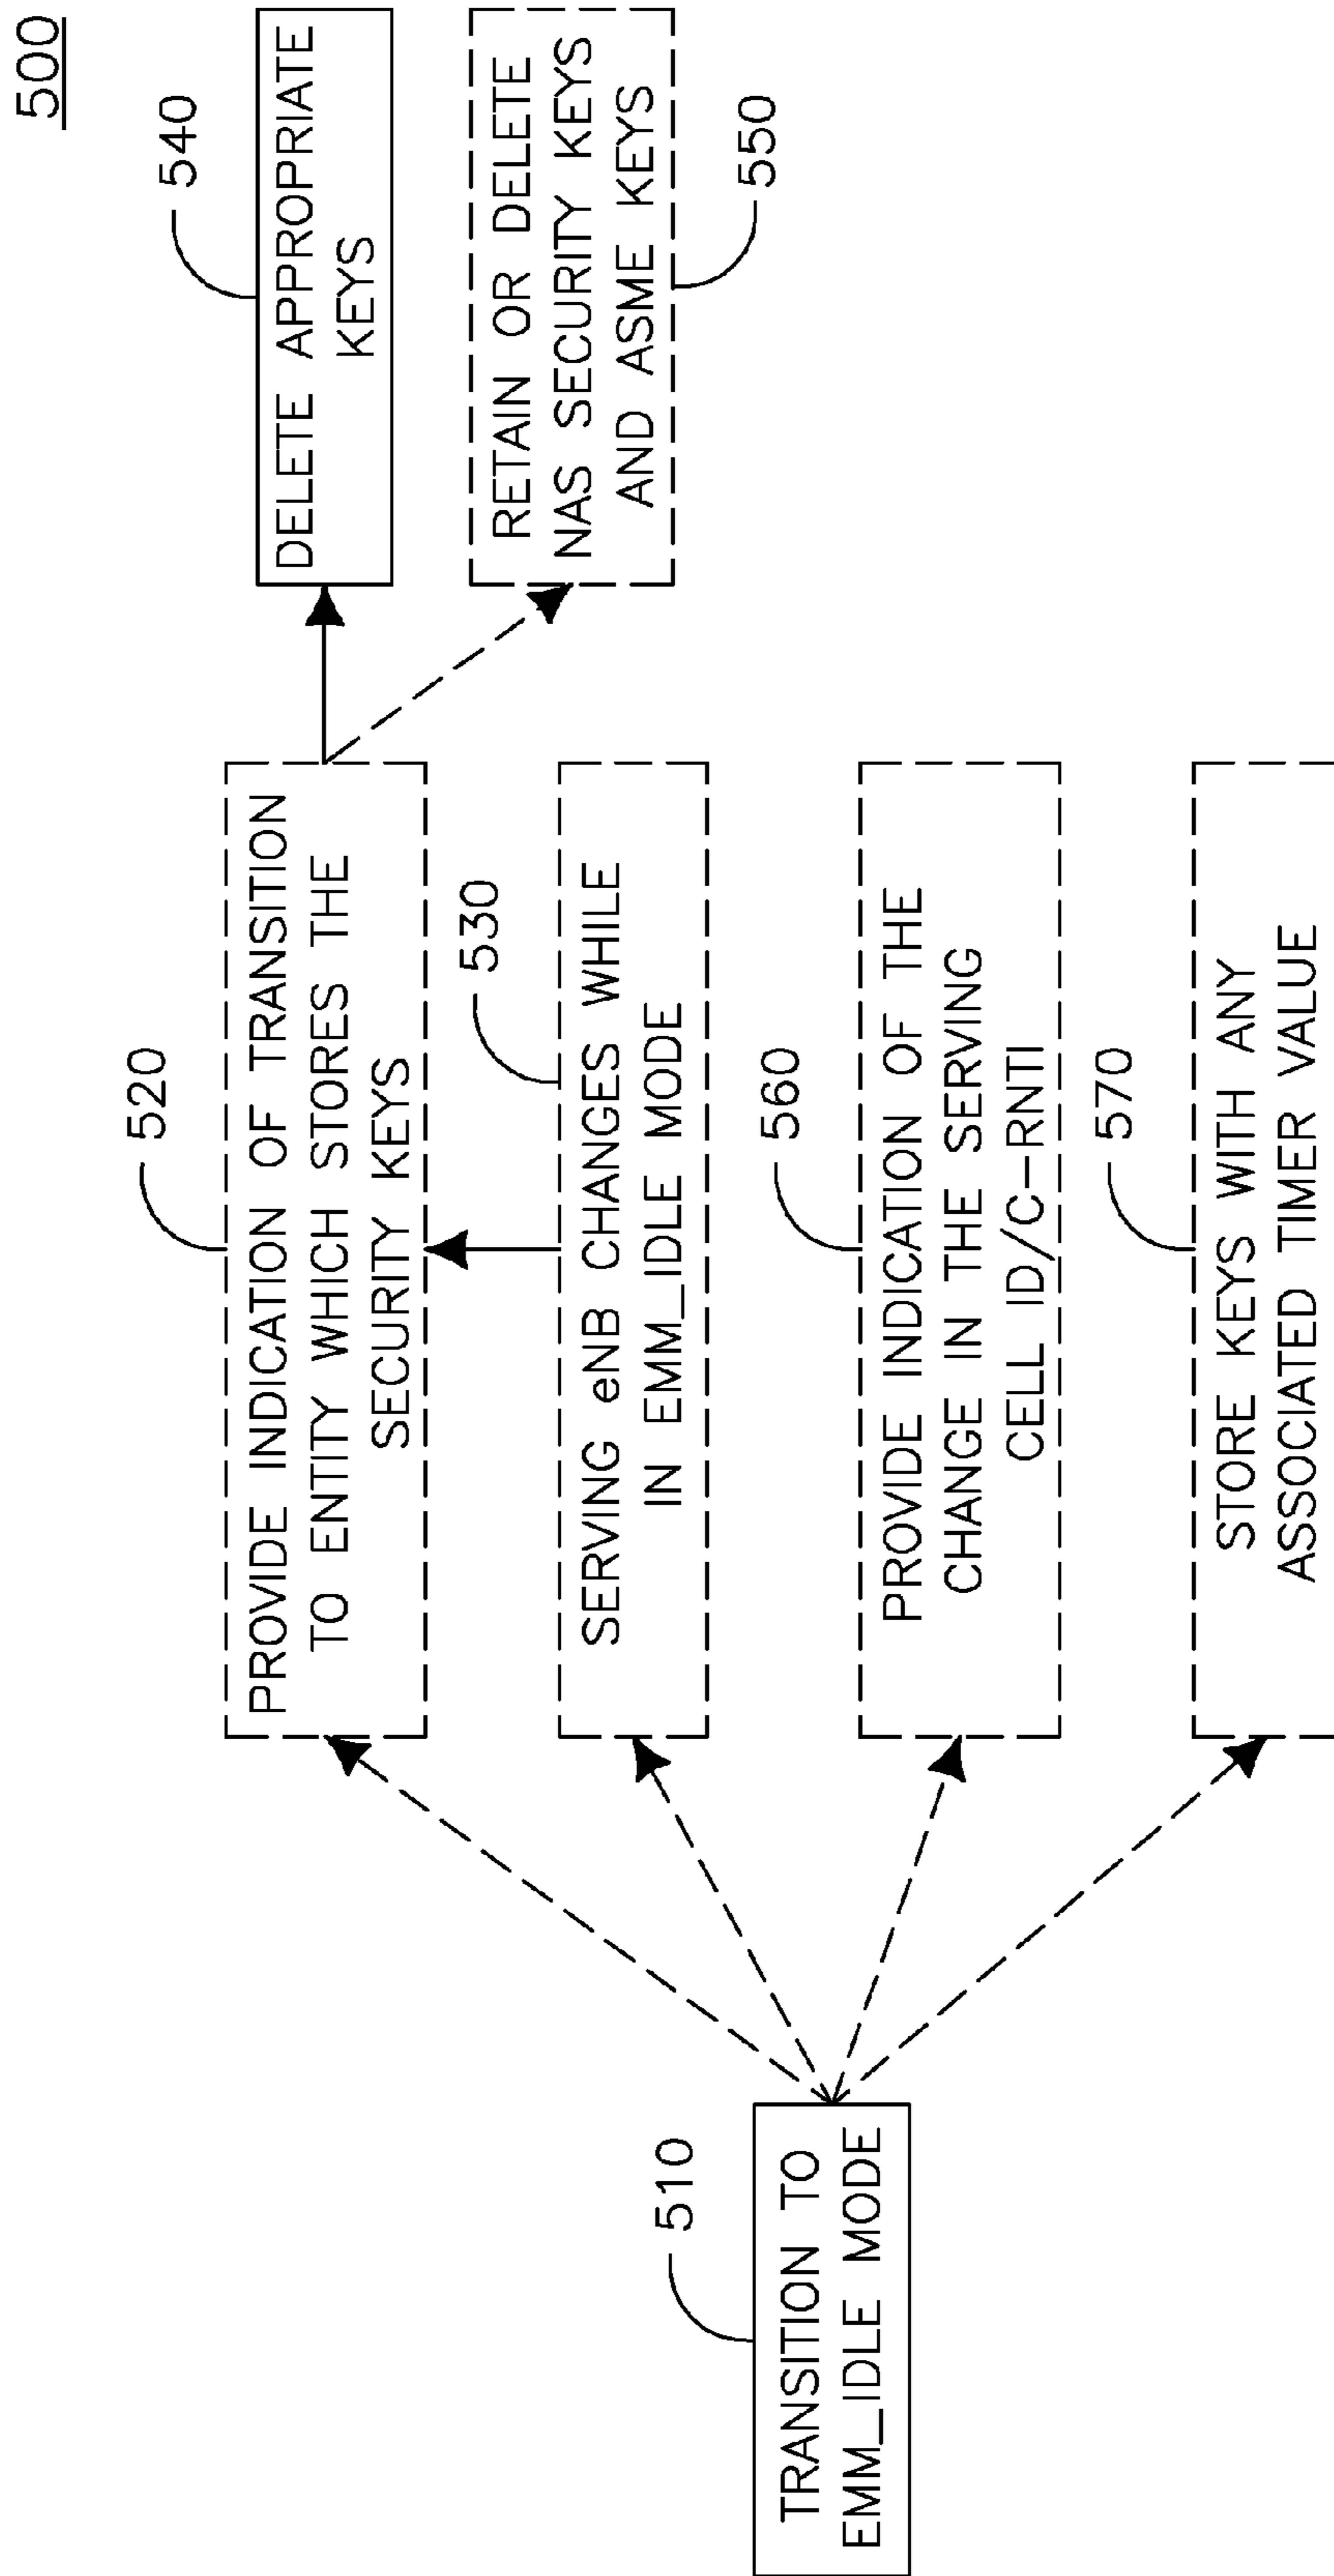 500
510
TRANSITION TO
EMM_IDLE MODE
520
PROVIDE INDICATION OF TRANSITION
TO ENTITY WHICH STORES THE
SECURITY KEYS
530
SERVING eNB CHANGES WHILE
IN EMM_IDLE MODE
560
PROVIDE INDICATION OF THE
CHANGE IN THE SERVING
CELL ID/C-RNTI
570
STORE KEYS WITH ANY
ASSOCIATED TIMER VALUE
540
DELETE APPROPRIATE
KEYS
RETAIN OR DELETE
NAS SECURITY KEYS
AND ASME KEYS
550